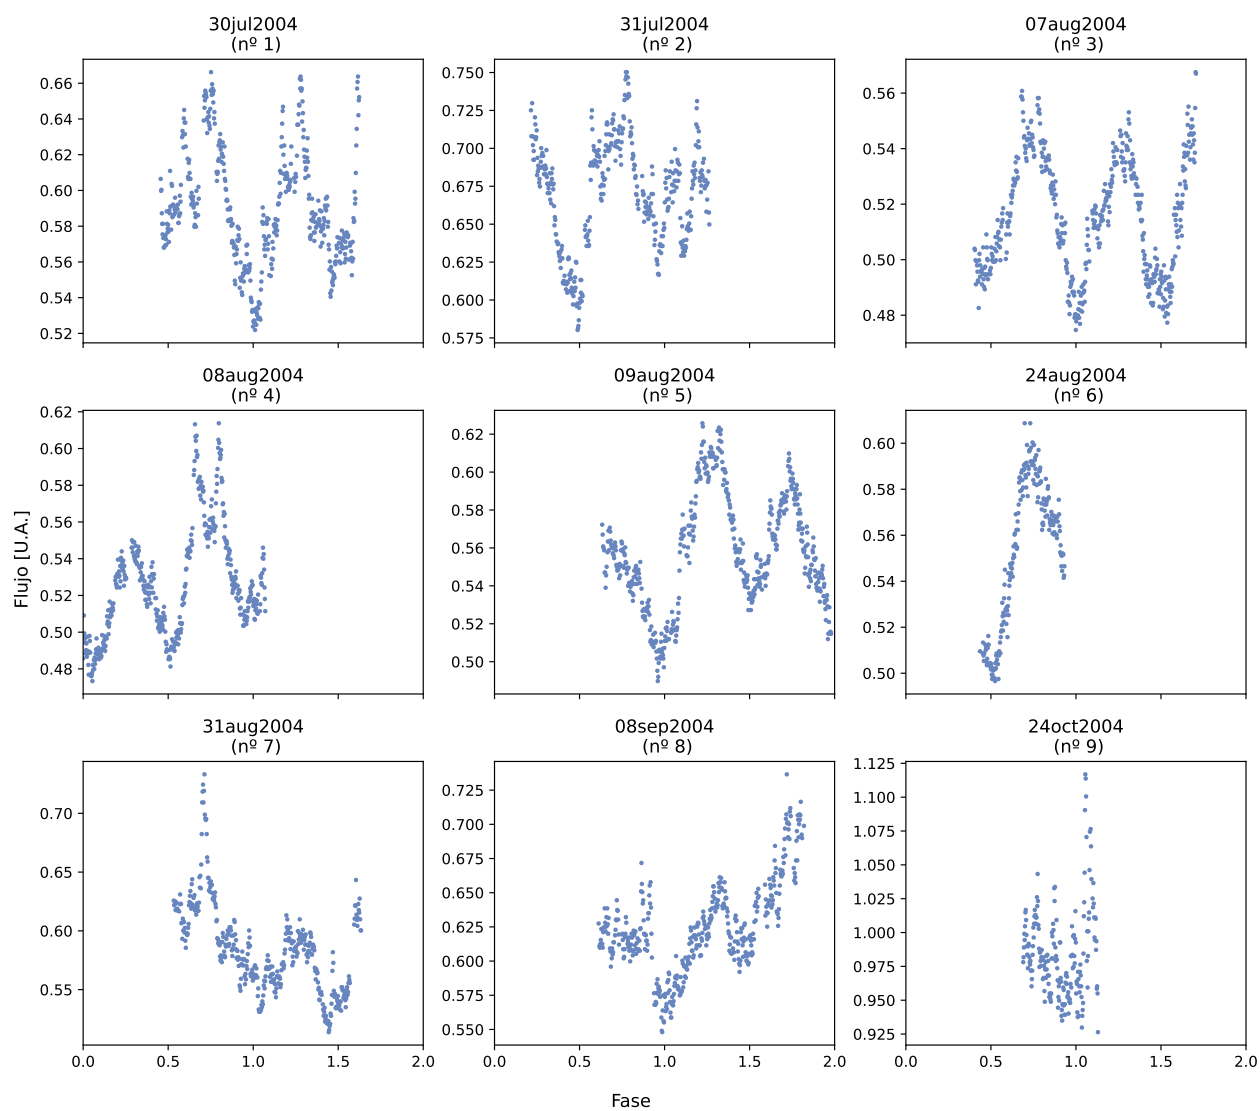 30jul2004
(nº 1)
31jul2004
(nº 2)
07aug2004
(nº 3)
0.66
0.64
0.62
0.60
0.58
0.56
0.54
0.52
0.750
0.725
0.700
0.675
0.650
0.625
0.600
0.575
0.56
0.54
0.52
0.50
0.48
08aug2004
(nº 4)
09aug2004
(nº 5)
24aug2004
(nº 6)
0.62
0.60
0.58
0.56
0.54
0.52
0.50
0.48
0.62
0.60
0.58
0.56
0.54
0.52
0.50
0.60
0.58
0.56
0.54
0.52
0.50
Flujo [U.A.]
31aug2004
(nº 7)
08sep2004
(nº 8)
24oct2004
(nº 9)
0.70
0.65
0.60
0.55
0.725
0.700
0.675
0.650
0.625
0.600
0.575
0.550
1.125
1.100
1.075
1.050
1.025
1.000
0.975
0.950
0.925
0.0 0.5 1.0 1.5 2.0
0.0 0.5 1.0 1.5 2.0
0.0 0.5 1.0 1.5 2.0
Fase